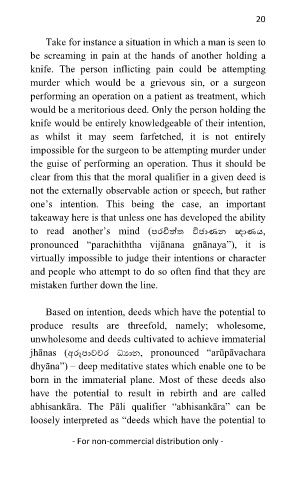 20
Take for instance a situation in which a man is seen to
be screaming in pain at the hands of another holding a
knife. The person inflicting pain could be attempting
murder which would be a grievous sin, or a surgeon
performing an operation on a patient as treatment, which
would be a meritorious deed. Only the person holding the
knife would be entirely knowledgeable of their intention,
as whilst it may seem farfetched, it is not entirely
impossible for the surgeon to be attempting murder under
the guise of performing an operation. Thus it should be
clear from this that the moral qualifier in a given deed is
not the externally observable action or speech, but rather
one's intention. This being the case, an important
takeaway here is that unless one has developed the ability
to read another's mind (පරචිත්ත විජාණන ඤාණය,
pronounced “parachiththa vijānana gnānaya”), it is
virtually impossible to judge their intentions or character
and people who attempt to do so often find that they are
mistaken further down the line.
Based on intention, deeds which have the potential to
produce results are threefold, namely; wholesome,
unwholesome and deeds cultivated to achieve immaterial
jhānas (අරූපාවචර ධ්‍යාන, pronounced “arūpāvachara
dhyāna”) – deep meditative states which enable one to be
born in the immaterial plane. Most of these deeds also
have the potential to result in rebirth and are called
abhisankāra. The Pāli qualifier “abhisankāra” can be
loosely interpreted as “deeds which have the potential to
- For non-commercial distribution only -